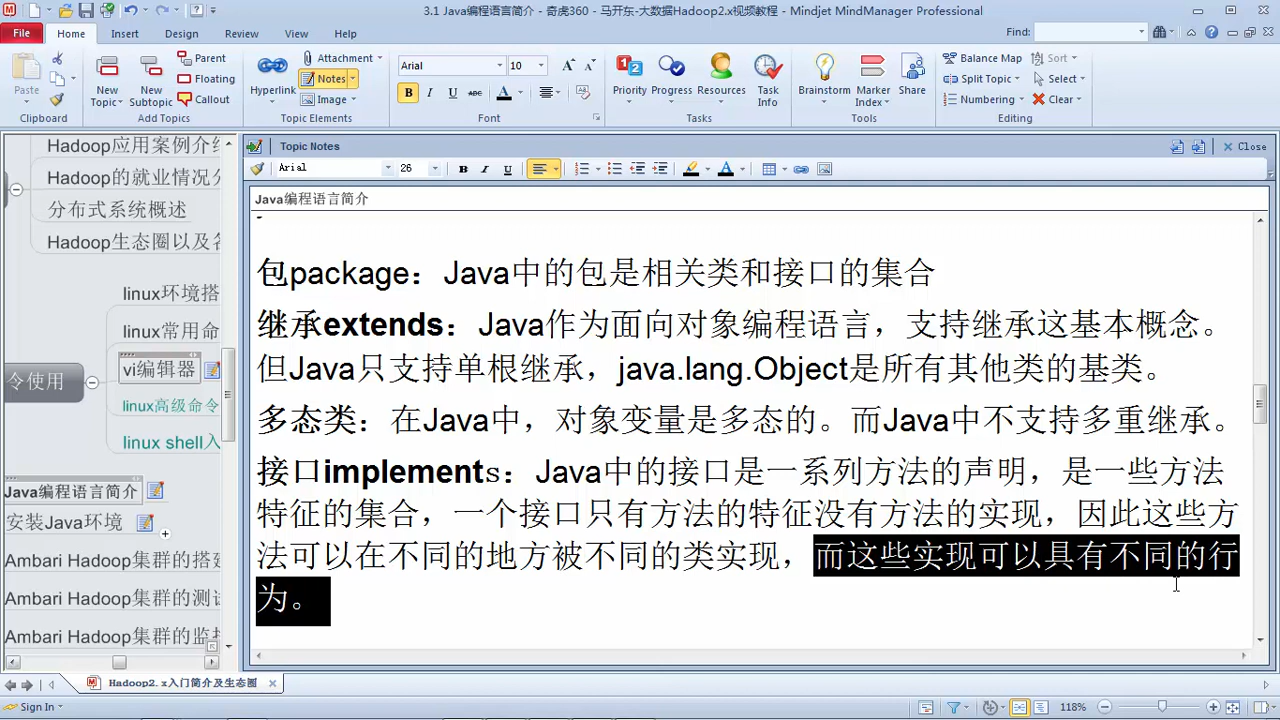 3.1 Java编程语言简介 - 奇虎360 - 马开东-大数据Hadoop2.x视频教程 - Mindjet MindManager Professional
File Home Insert Design Review View Help Find:
Paste
Clipboard
New Topic
New Subtopic
Parent
Floating
Callout
Add Topics
Hyperlink
Attachment
Notes
Image
Topic Elements
Arial 10
B I U ABC A
Font
Priority Progress Resources Task Info
Tasks
Brainstorm Marker Index Share
Balance Map Sort
Split Topic Select
Numbering Clear
Editing
Topic Notes Close
Arial 26 B I U A
Java编程语言简介
Hadoop应用案例介绍
Hadoop的就业情况分
分布式系统概述
Hadoop生态圈以及各
linux环境搭
linux常用命
令使用
vi编辑器
linux高级命令
linux shell入
Java编程语言简介
安装Java环境
Ambari Hadoop集群的搭建
Ambari Hadoop集群的测试
Ambari Hadoop集群的监控
包package：Java中的包是相关类和接口的集合
继承extends：Java作为面向对象编程语言，支持继承这基本概念。
但Java只支持单根继承，java.lang.Object是所有其他类的基类。
多态类：在Java中，对象变量是多态的。而Java中不支持多重继承。
接口implements：Java中的接口是一系列方法的声明，是一些方法
特征的集合，一个接口只有方法的特征没有方法的实现，因此这些方
法可以在不同的地方被不同的类实现，而这些实现可以具有不同的行
为。
Hadoop2.x入门简介及生态圈
Sign In 118%